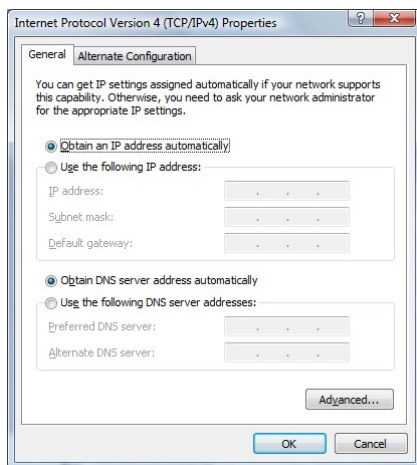 Internet Protocol Version 4 (TCP/IPv4) Properties
General
Alternate Configuration
You can get IP settings assigned automatically if your network supports
this capability. Otherwise, you need to ask your network administrator
for the appropriate IP settings.
Obtain an IP address automatically
Use the following IP address:
IP address:
Subnet mask:
Default gateway:
Obtain DNS server address automatically
Use the following DNS server addresses:
Preferred DNS server:
Alternate DNS server:
Advanced...
OK
Cancel